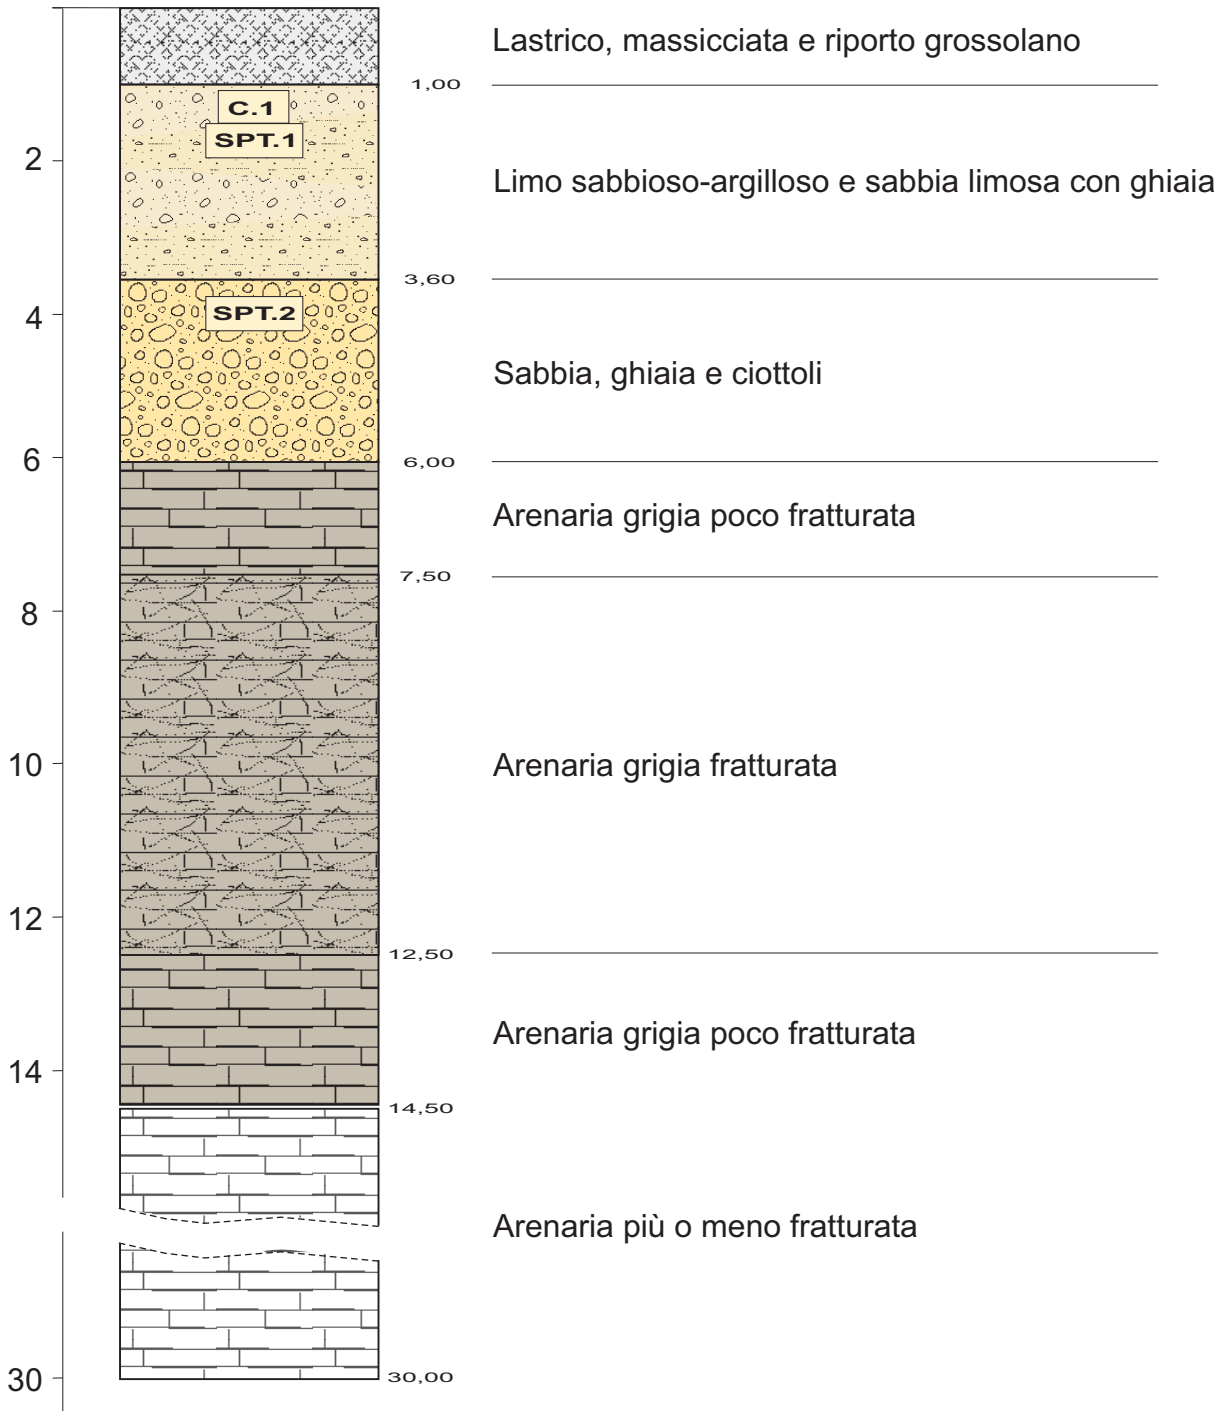 Lastrico, massicciata e riporto grossolano
1,00
C.1
SPT.1
2
Limo sabbioso-argilloso e sabbia limosa con ghiaia
3,60
SPT.2
4
Sabbia, ghiaia e ciottoli
6
6,00
Arenaria grigia poco fratturata
7,50
8
10
Arenaria grigia fratturata
12
12,50
Arenaria grigia poco fratturata
14
14,50
Arenaria più o meno fratturata
30
30,00